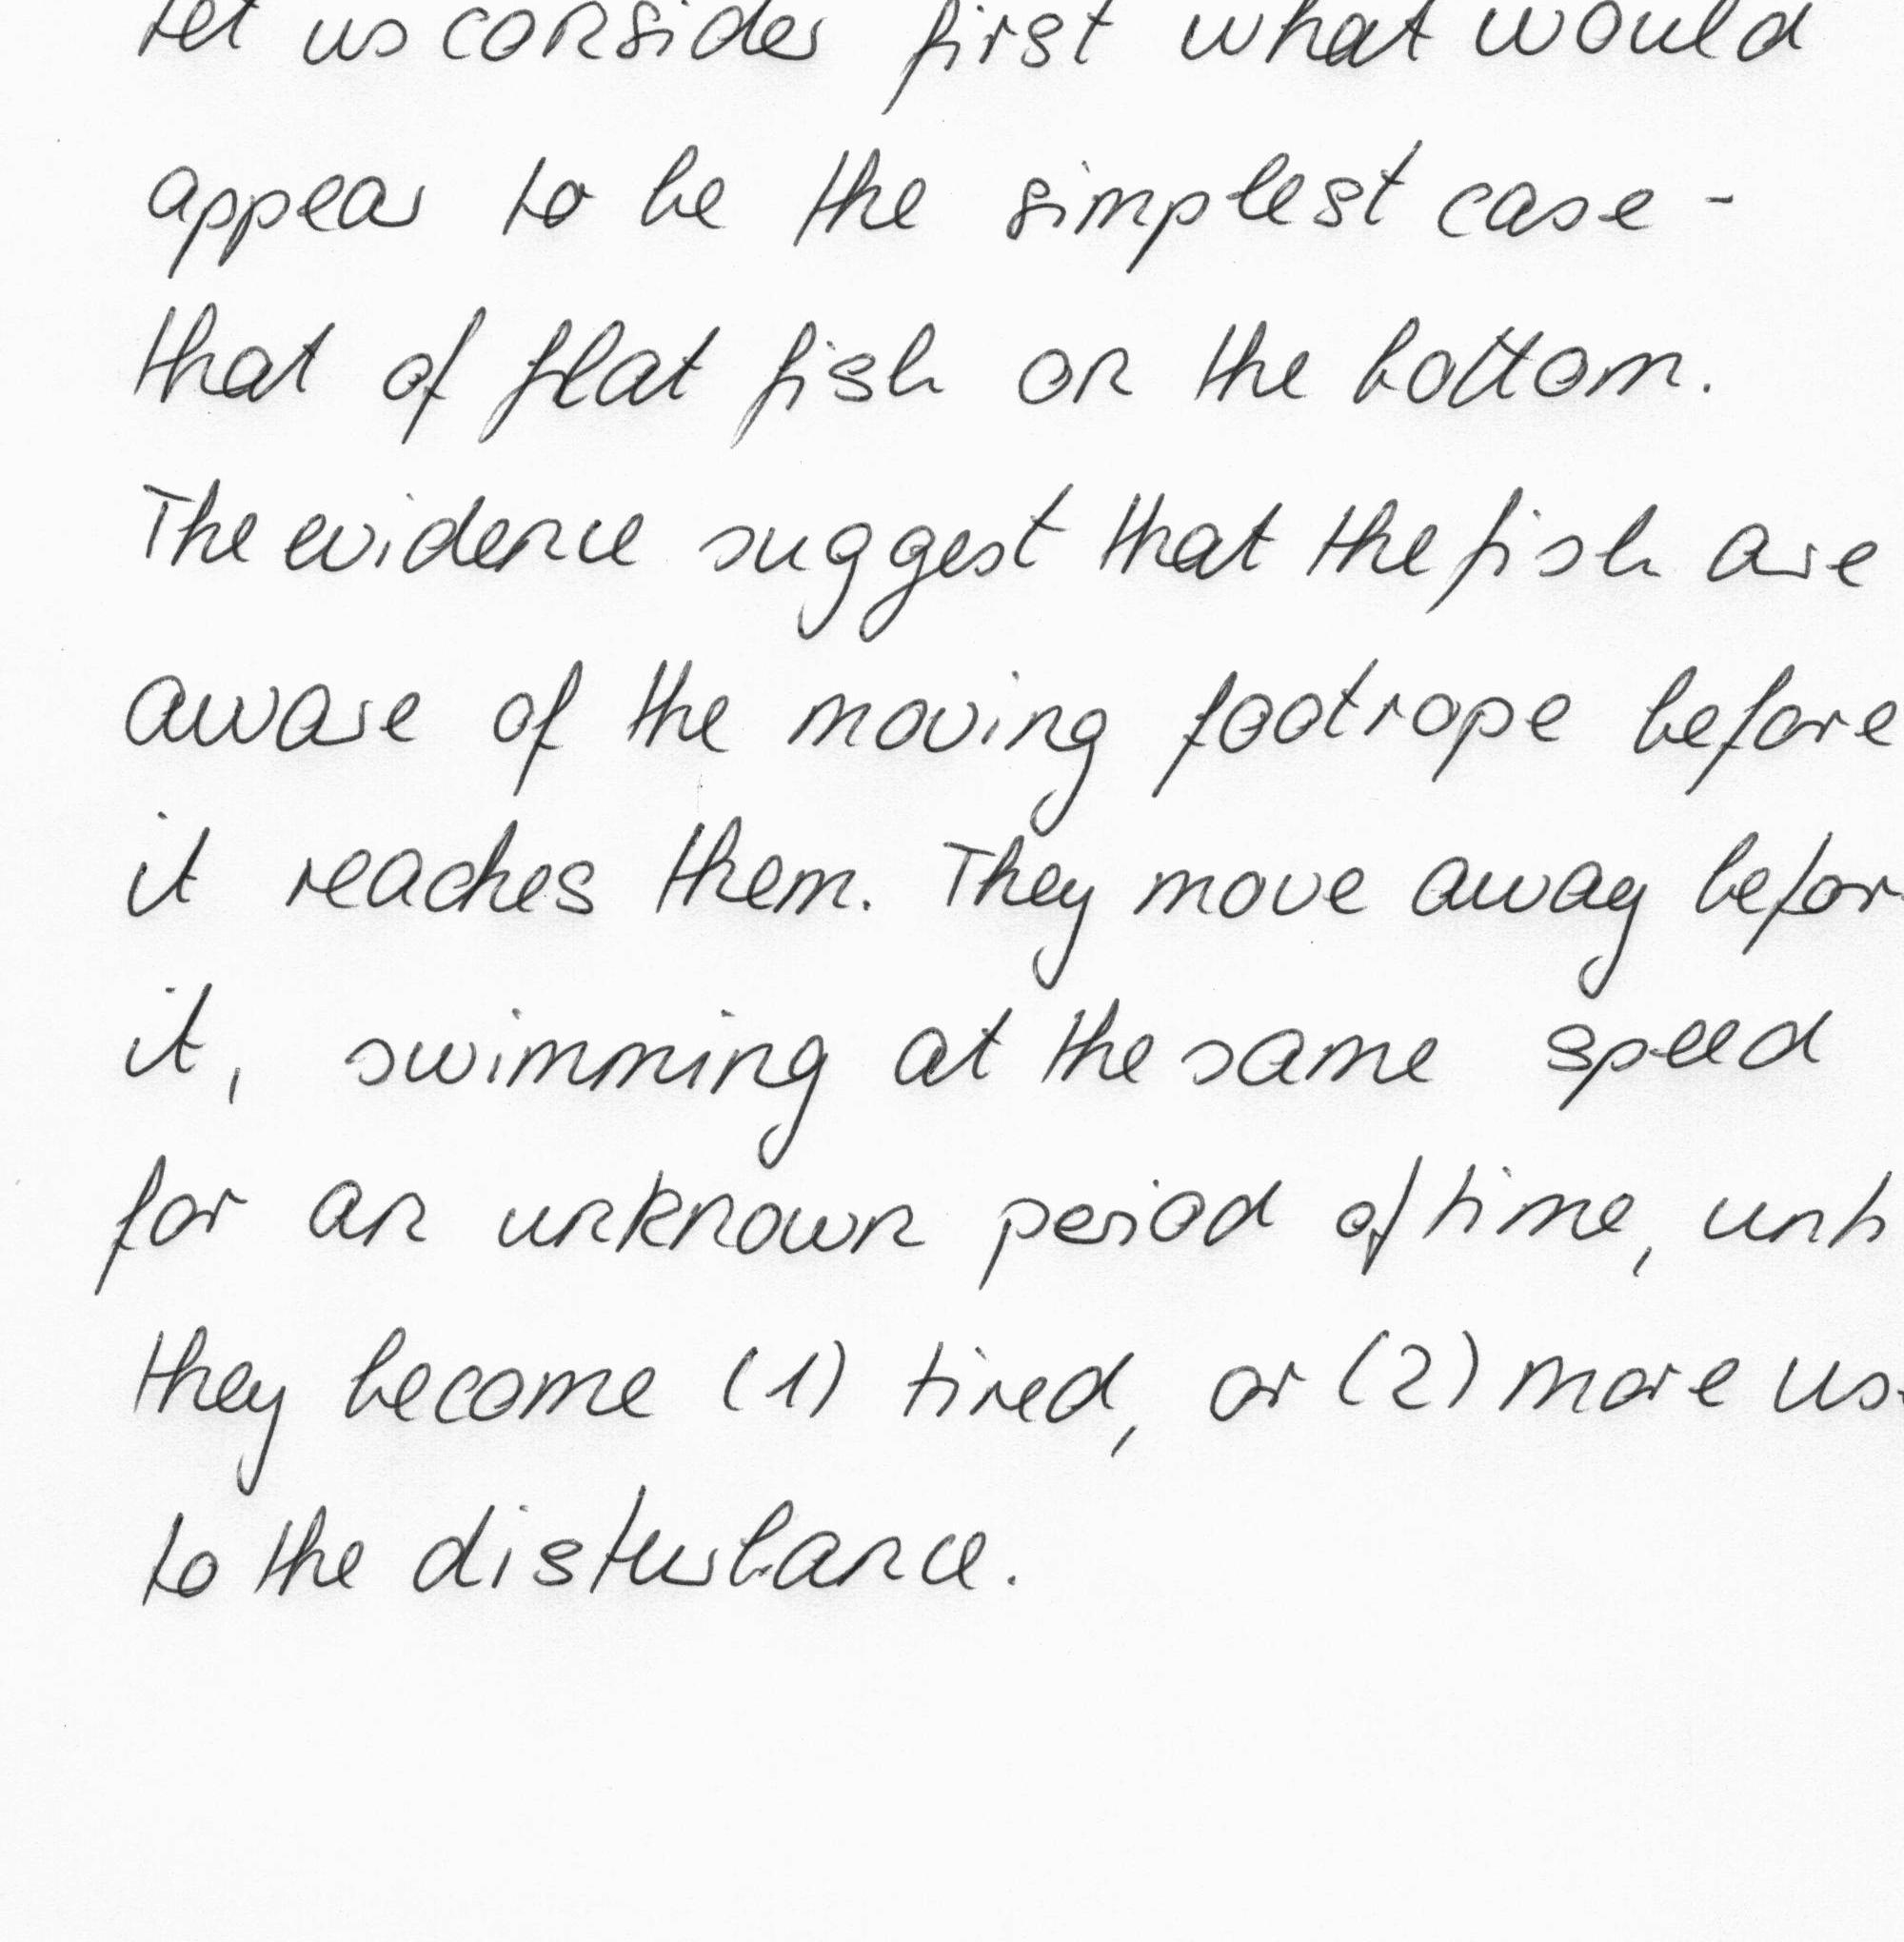 Let us consider first what would
appear to be the simplest case -
that of flat fish on the bottom.
The evidence suggest that the fish are
aware of the moving footrope before
it reaches them. They move away befor
it, swimming at the same speed
for an unknown period of time, unti
they become (1) tired, or (2) more us
to the disturbance.